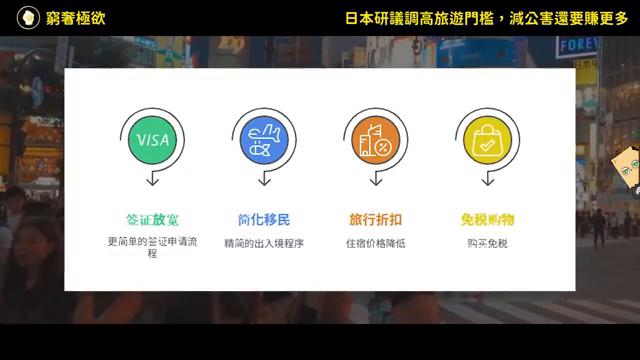 窮奢極欲
日本研議調高旅遊門檻，減公害還要賺更多
FOREV
VISA
签证放宽
简化移民
旅行折扣
免税购物
更简单的签证申请流
程
精简的出入境程序
住宿价格降低
购买免税